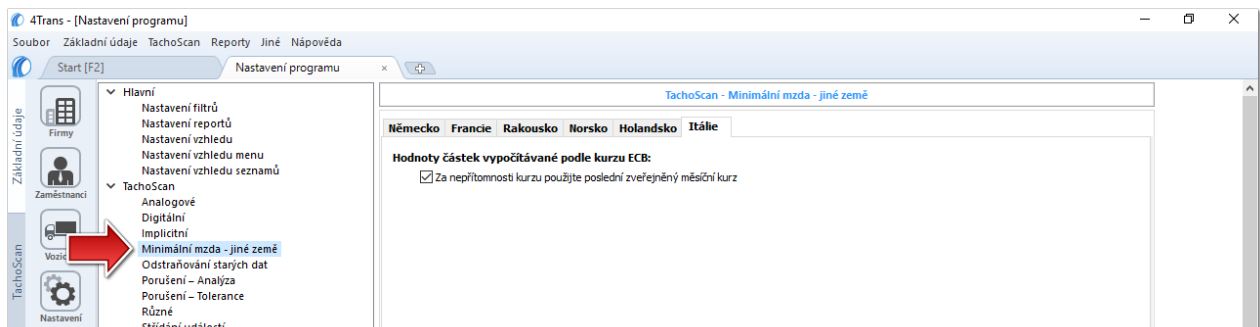 4Trans - [Nastavení programu]
Soubor Základní údaje TachoScan Reporty Jiné Nápověda
Start [F2]
Nastavení programu
Základní údaje
TachoScan
Firmy
Zaměstnanci
Nastavení
Hlavní
Nastavení filtrů
Nastavení reportů
Nastavení vzhledu
Nastavení vzhledu menu
Nastavení vzhledu seznamů
TachoScan
Analogové
Digitální
Implicitní
Minimální mzda - jiné země
Odstraňování starých dat
Porušení – Analýza
Porušení – Tolerance
Různé
TachoScan - Minimální mzda - jiné země
Německo Francie Rakousko Norsko Holandsko Itálie
Hodnoty částek vypočítávané podle kurzu ECB:
Za nepřítomnosti kurzu použijte poslední zveřejněný měsíční kurz